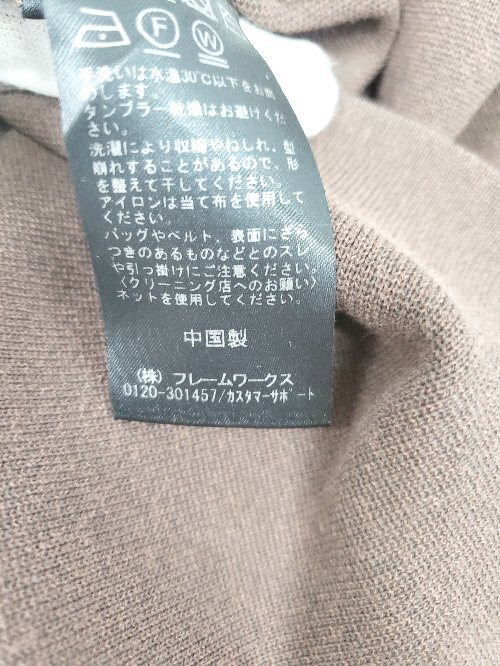 F W
手洗いは水温30℃以下をお勧
めします。
タンブラー乾燥はお避けくだ
さい。
洗濯により収縮やねじれ、型
崩れすることがあるので、形
を整えて干してください。
アイロンは当て布を使用して
ください。
バッグやベルト、表面にざら
つきのあるものなどとのスレ
や引っ掛けにご注意ください。
〈クリーニング店へのお願い〉
ネットを使用してください。
中国製
(株) フレームワークス
0120-301457/カスタマーサポート